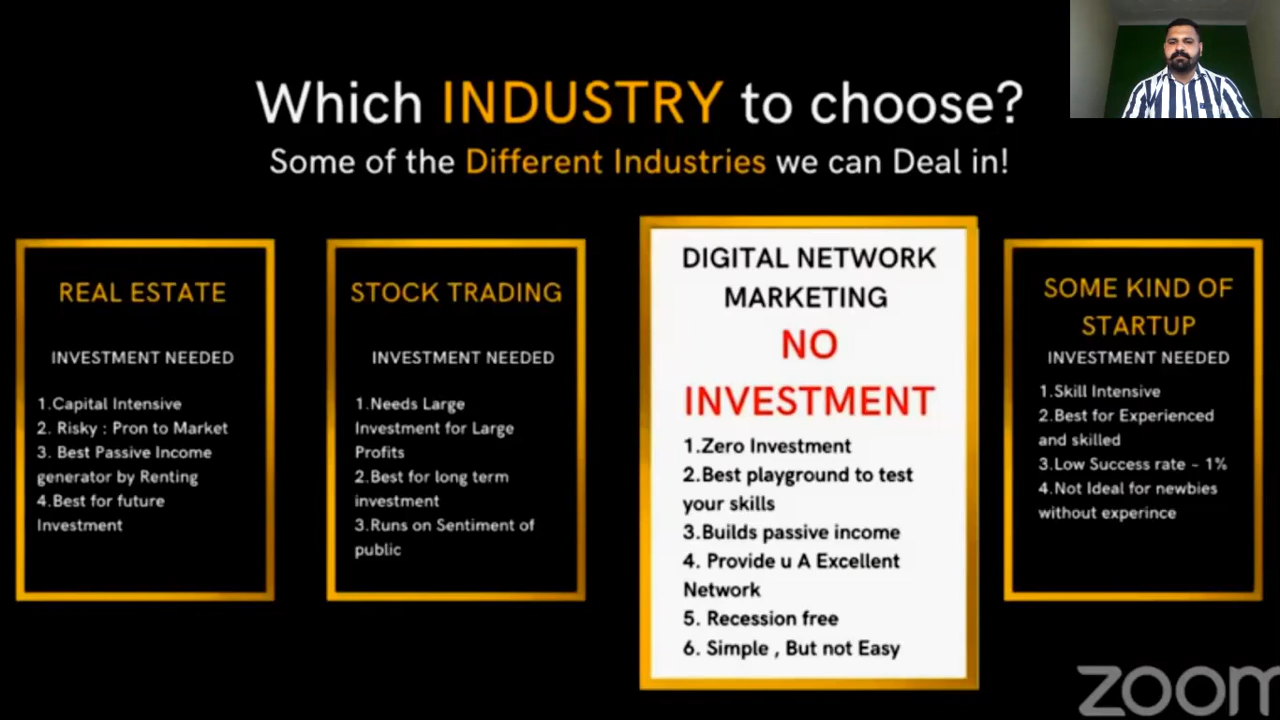 Which INDUSTRY to choose?
Some of the Different Industries we can Deal in!
REAL ESTATE
INVESTMENT NEEDED
1.Capital Intensive
2. Risky : Pron to Market
3. Best Passive Income
generator by Renting
4.Best for future
Investment
STOCK TRADING
INVESTMENT NEEDED
1.Needs Large
Investment for Large
Profits
2.Best for long term
investment
3.Runs on Sentiment of
public
DIGITAL NETWORK
MARKETING
NO
INVESTMENT
1.Zero Investment
2.Best playground to test
your skills
3.Builds passive income
4. Provide u A Excellent
Network
5. Recession free
6. Simple , But not Easy
SOME KIND OF
STARTUP
INVESTMENT NEEDED
1.Skill Intensive
2.Best for Experienced
and skilled
3.Low Success rate ~ 1%
4.Not Ideal for newbies
without experince
zoom